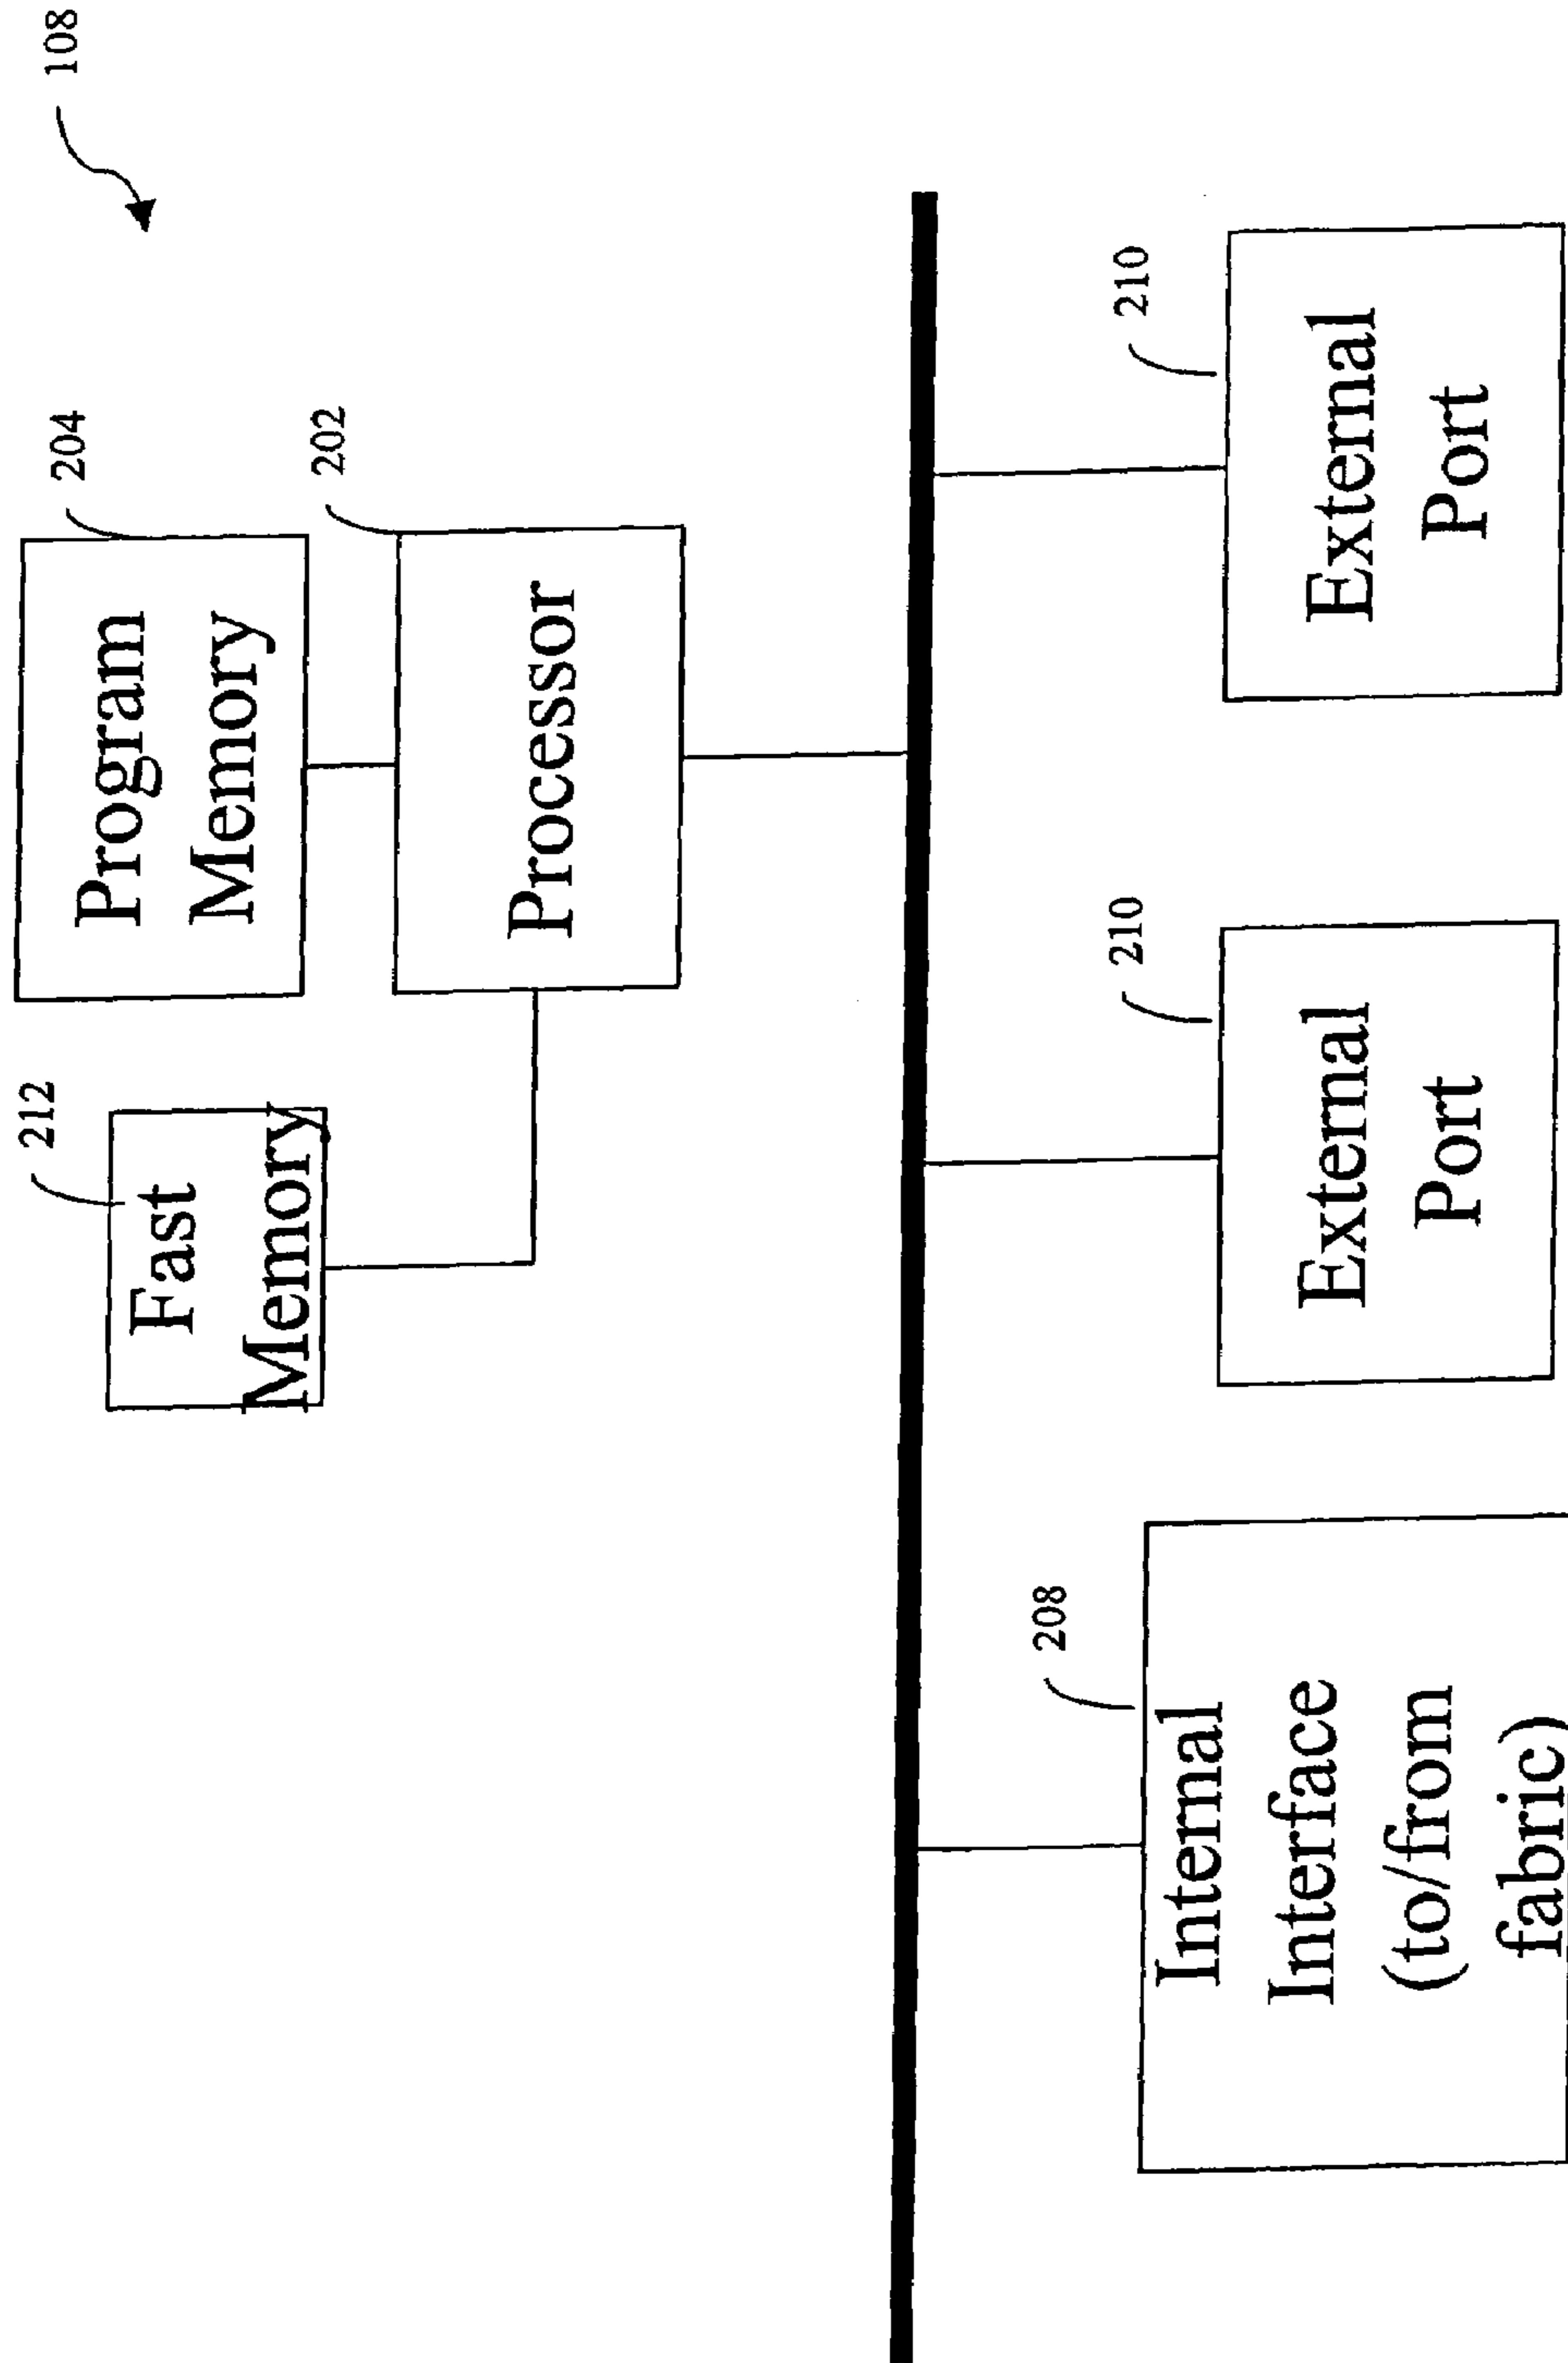 108
204
Program
Memory
202
Processor
212
Fast
Memory
208
Internal
Interface
(to/from
fabric)
210
External
Port
210
External
Port